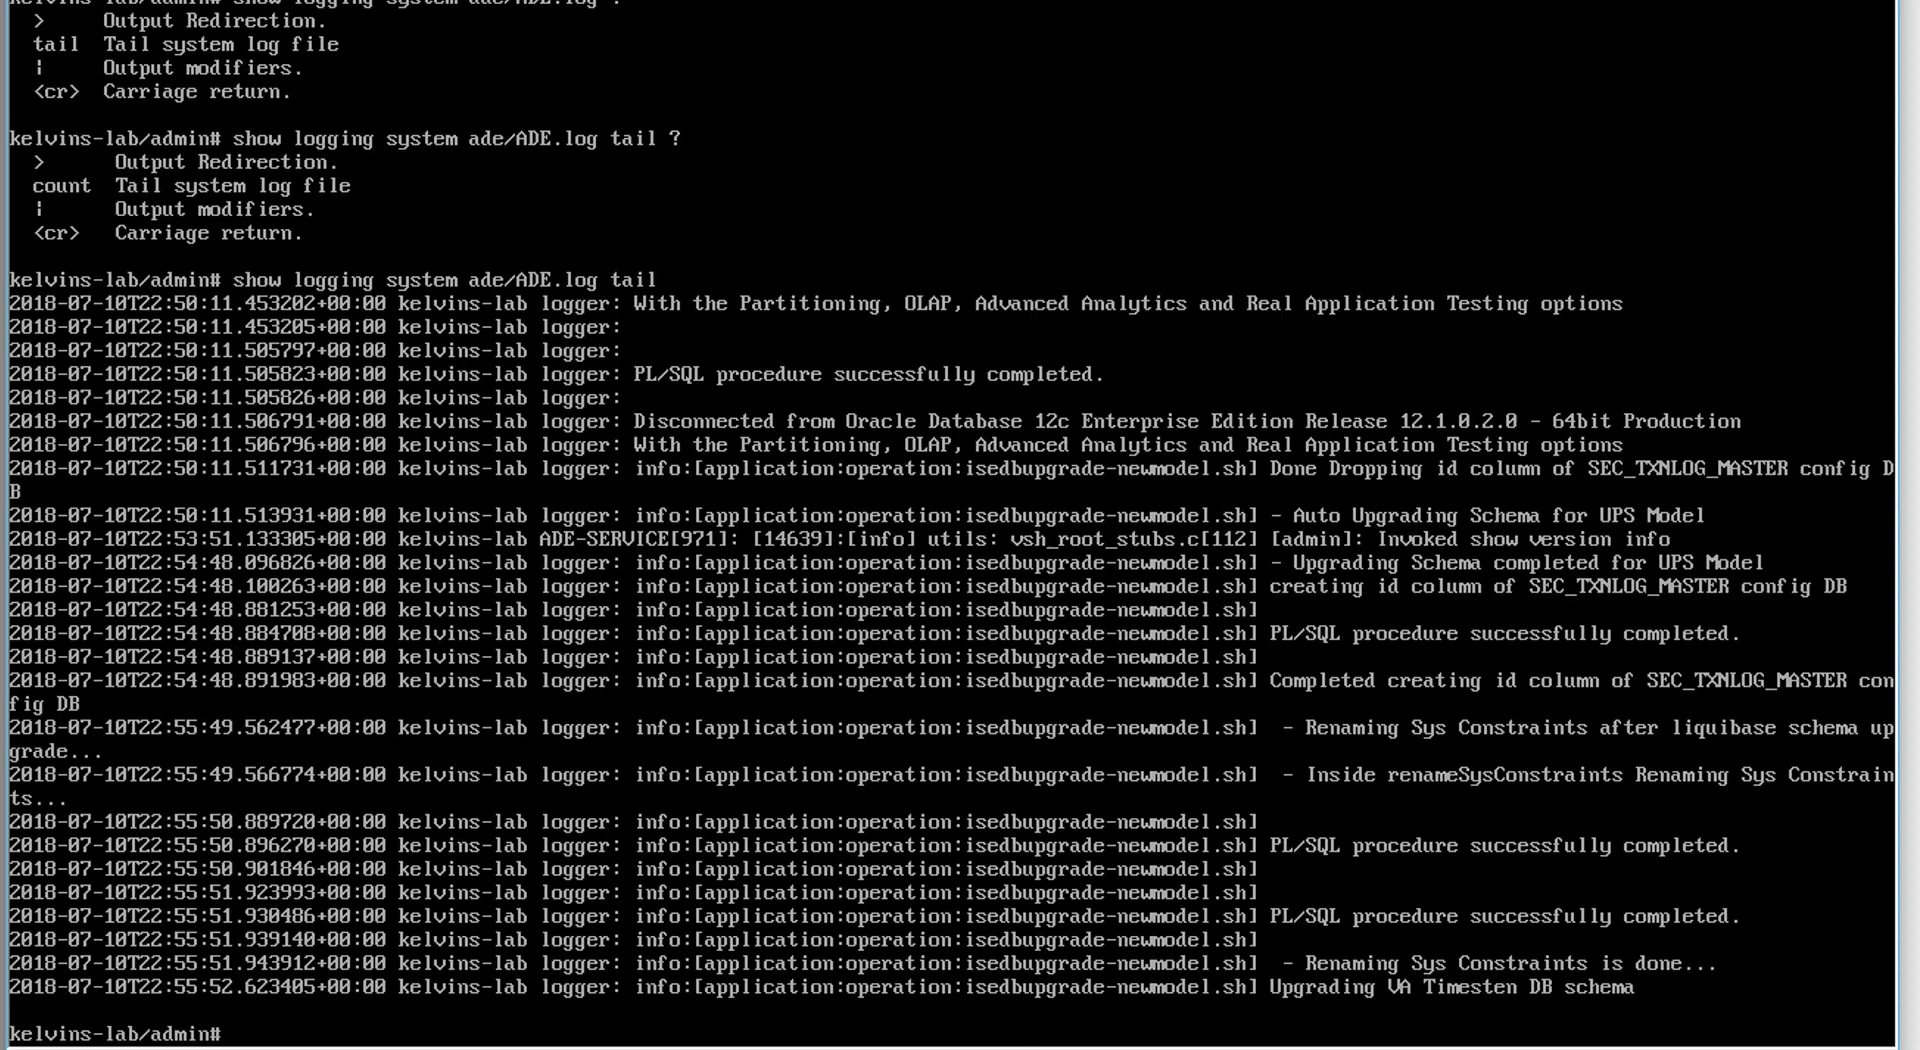 kelvins-lab/admin# show logging system ade/ADE.log ?
> Output Redirection.
tail Tail system log file
| Output modifiers.
<cr> Carriage return.
kelvins-lab/admin# show logging system ade/ADE.log tail ?
> Output Redirection.
count Tail system log file
| Output modifiers.
<cr> Carriage return.
kelvins-lab/admin# show logging system ade/ADE.log tail
2018-07-10T22:50:11.453202+00:00 kelvins-lab logger: With the Partitioning, OLAP, Advanced Analytics and Real Application Testing options
2018-07-10T22:50:11.453205+00:00 kelvins-lab logger:
2018-07-10T22:50:11.505797+00:00 kelvins-lab logger:
2018-07-10T22:50:11.505823+00:00 kelvins-lab logger: PL/SQL procedure successfully completed.
2018-07-10T22:50:11.505826+00:00 kelvins-lab logger:
2018-07-10T22:50:11.506791+00:00 kelvins-lab logger: Disconnected from Oracle Database 12c Enterprise Edition Release 12.1.0.2.0 - 64bit Production
2018-07-10T22:50:11.506796+00:00 kelvins-lab logger: With the Partitioning, OLAP, Advanced Analytics and Real Application Testing options
2018-07-10T22:50:11.511731+00:00 kelvins-lab logger: info:[application:operation:isedbupgrade-newmodel.sh] Done Dropping id column of SEC_TXNLOG_MASTER config D
B
2018-07-10T22:50:11.513931+00:00 kelvins-lab logger: info:[application:operation:isedbupgrade-newmodel.sh] - Auto Upgrading Schema for UPS Model
2018-07-10T22:53:51.133305+00:00 kelvins-lab ADE-SERVICE[971]: [14639]:[info] utils: vsh_root_stubs.c[112] [admin]: Invoked show version info
2018-07-10T22:54:48.096826+00:00 kelvins-lab logger: info:[application:operation:isedbupgrade-newmodel.sh] - Upgrading Schema completed for UPS Model
2018-07-10T22:54:48.100263+00:00 kelvins-lab logger: info:[application:operation:isedbupgrade-newmodel.sh] creating id column of SEC_TXNLOG_MASTER config DB
2018-07-10T22:54:48.881253+00:00 kelvins-lab logger: info:[application:operation:isedbupgrade-newmodel.sh]
2018-07-10T22:54:48.884708+00:00 kelvins-lab logger: info:[application:operation:isedbupgrade-newmodel.sh] PL/SQL procedure successfully completed.
2018-07-10T22:54:48.889137+00:00 kelvins-lab logger: info:[application:operation:isedbupgrade-newmodel.sh]
2018-07-10T22:54:48.891983+00:00 kelvins-lab logger: info:[application:operation:isedbupgrade-newmodel.sh] Completed creating id column of SEC_TXNLOG_MASTER con
fig DB
2018-07-10T22:55:49.562477+00:00 kelvins-lab logger: info:[application:operation:isedbupgrade-newmodel.sh]  - Renaming Sys Constraints after liquibase schema up
grade...
2018-07-10T22:55:49.566774+00:00 kelvins-lab logger: info:[application:operation:isedbupgrade-newmodel.sh]  - Inside renameSysConstraints Renaming Sys Constrain
ts...
2018-07-10T22:55:50.889720+00:00 kelvins-lab logger: info:[application:operation:isedbupgrade-newmodel.sh]
2018-07-10T22:55:50.896270+00:00 kelvins-lab logger: info:[application:operation:isedbupgrade-newmodel.sh] PL/SQL procedure successfully completed.
2018-07-10T22:55:50.901846+00:00 kelvins-lab logger: info:[application:operation:isedbupgrade-newmodel.sh]
2018-07-10T22:55:51.923993+00:00 kelvins-lab logger: info:[application:operation:isedbupgrade-newmodel.sh]
2018-07-10T22:55:51.930486+00:00 kelvins-lab logger: info:[application:operation:isedbupgrade-newmodel.sh] PL/SQL procedure successfully completed.
2018-07-10T22:55:51.939140+00:00 kelvins-lab logger: info:[application:operation:isedbupgrade-newmodel.sh]
2018-07-10T22:55:51.943912+00:00 kelvins-lab logger: info:[application:operation:isedbupgrade-newmodel.sh]  - Renaming Sys Constraints is done...
2018-07-10T22:55:52.623405+00:00 kelvins-lab logger: info:[application:operation:isedbupgrade-newmodel.sh] Upgrading VA Timesten DB schema
kelvins-lab/admin#